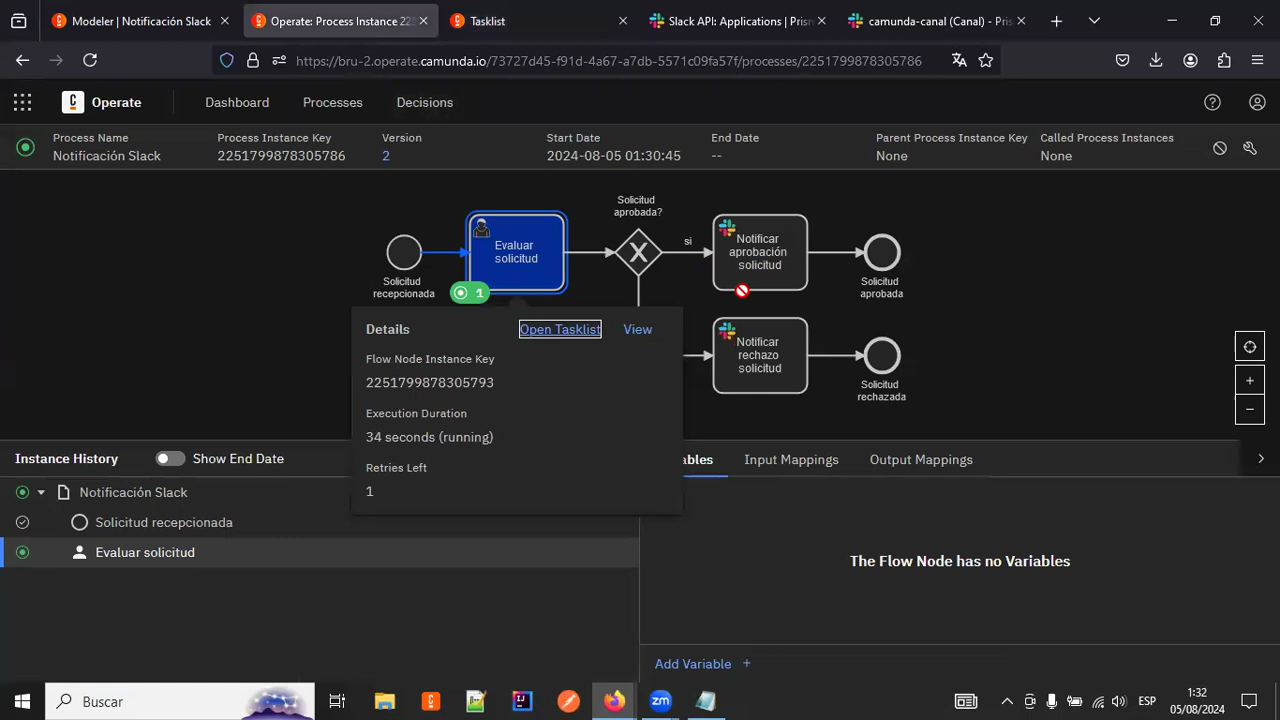 Modeler | Notificación Slack
Operate: Process Instance 225
Tasklist
Slack API: Applications | Prism
camunda-canal (Canal) - Pris
https://bru-2.operate.camunda.io/73727d45-f91d-4a67-a7db-5571c09fa57f/processes/2251799878305786
Operate
Dashboard
Processes
Decisions
Process Name
Process Instance Key
Version
Start Date
End Date
Parent Process Instance Key
Called Process Instances
Notificación Slack
2251799878305786
2
2024-08-05 01:30:45
--
None
None
Solicitud
aprobada?
Evaluar
solicitud
si
Notificar
aprobación
solicitud
Solicitud
recepcionada
Solicitud
aprobada
1
Details
Open Tasklist
View
Flow Node Instance Key
2251799878305793
Execution Duration
34 seconds (running)
Retries Left
1
Notificar
rechazo
solicitud
Solicitud
rechazada
Instance History
Show End Date
ables
Input Mappings
Output Mappings
Notificación Slack
Solicitud recepcionada
Evaluar solicitud
The Flow Node has no Variables
Add Variable +
Buscar
zm
ESP
1:32
05/08/2024